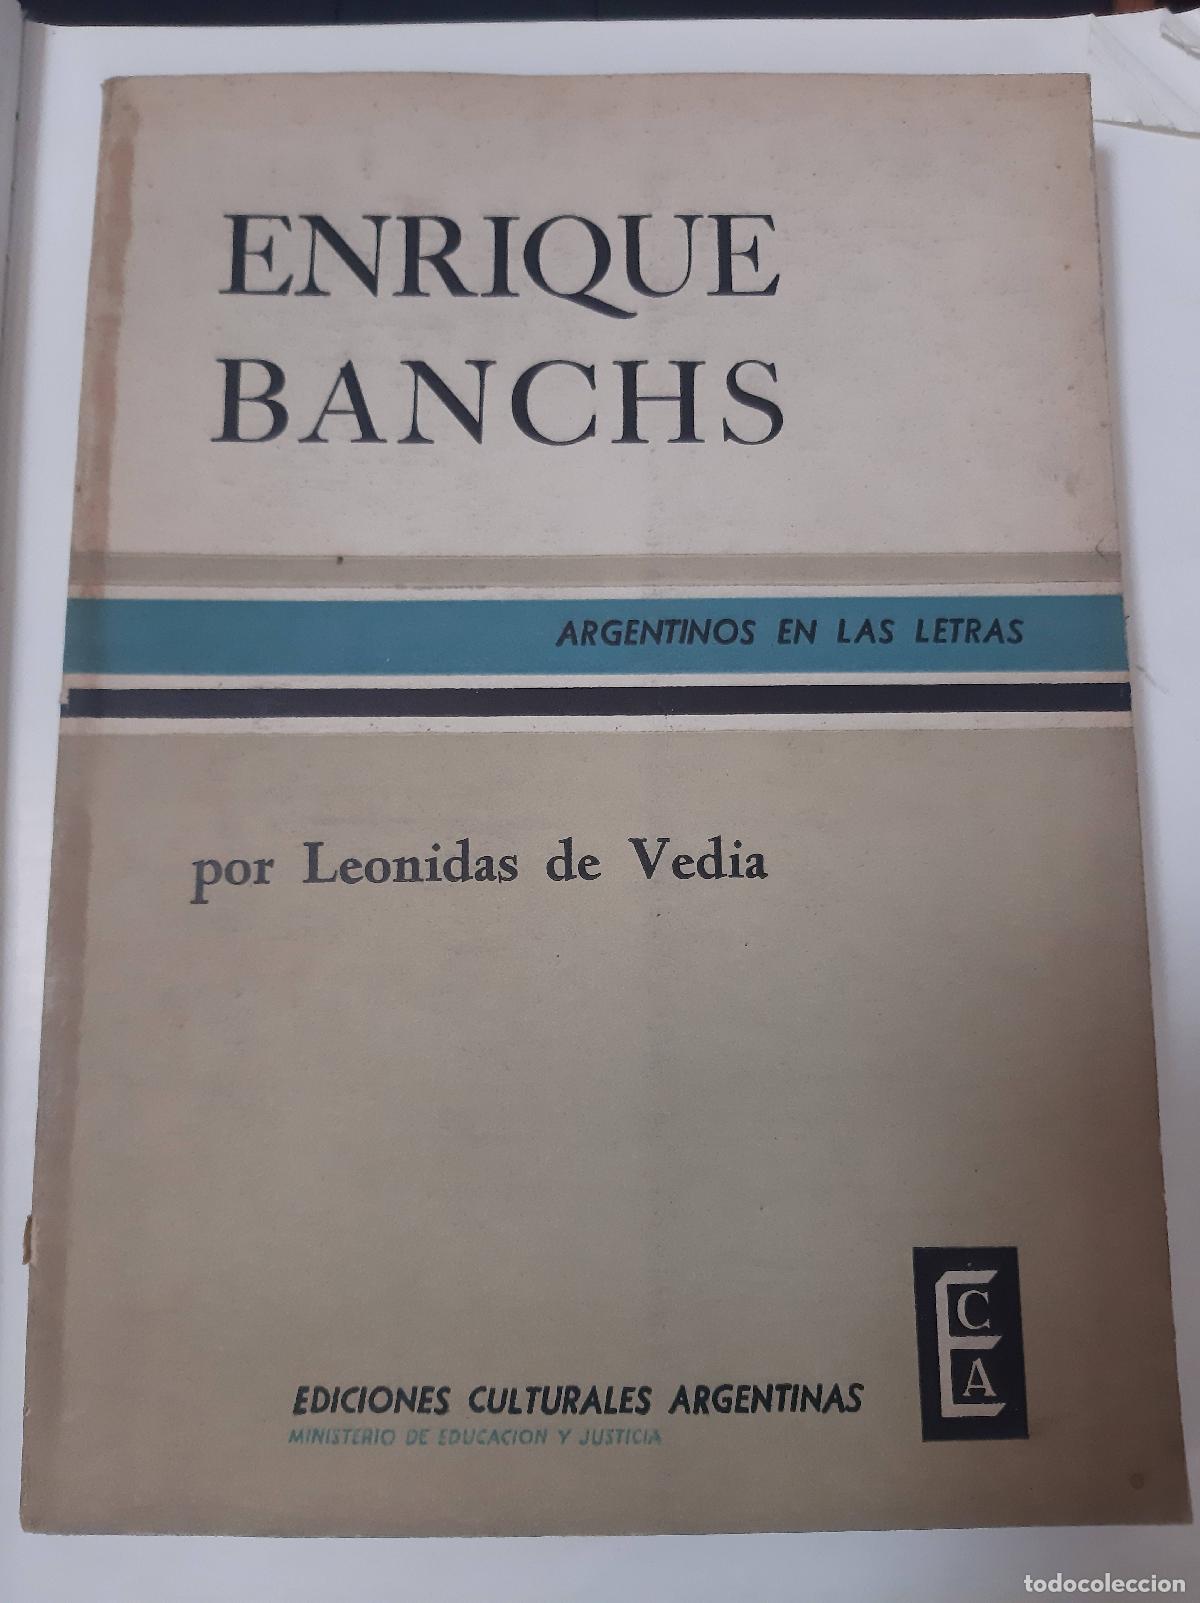 ENRIQUE
BANCHS
ARGENTINOS EN LAS LETRAS
por Leonidas de Vedia
E C A
EDICIONES CULTURALES ARGENTINAS
MINISTERIO DE EDUCACION Y JUSTICIA
todocoleccion